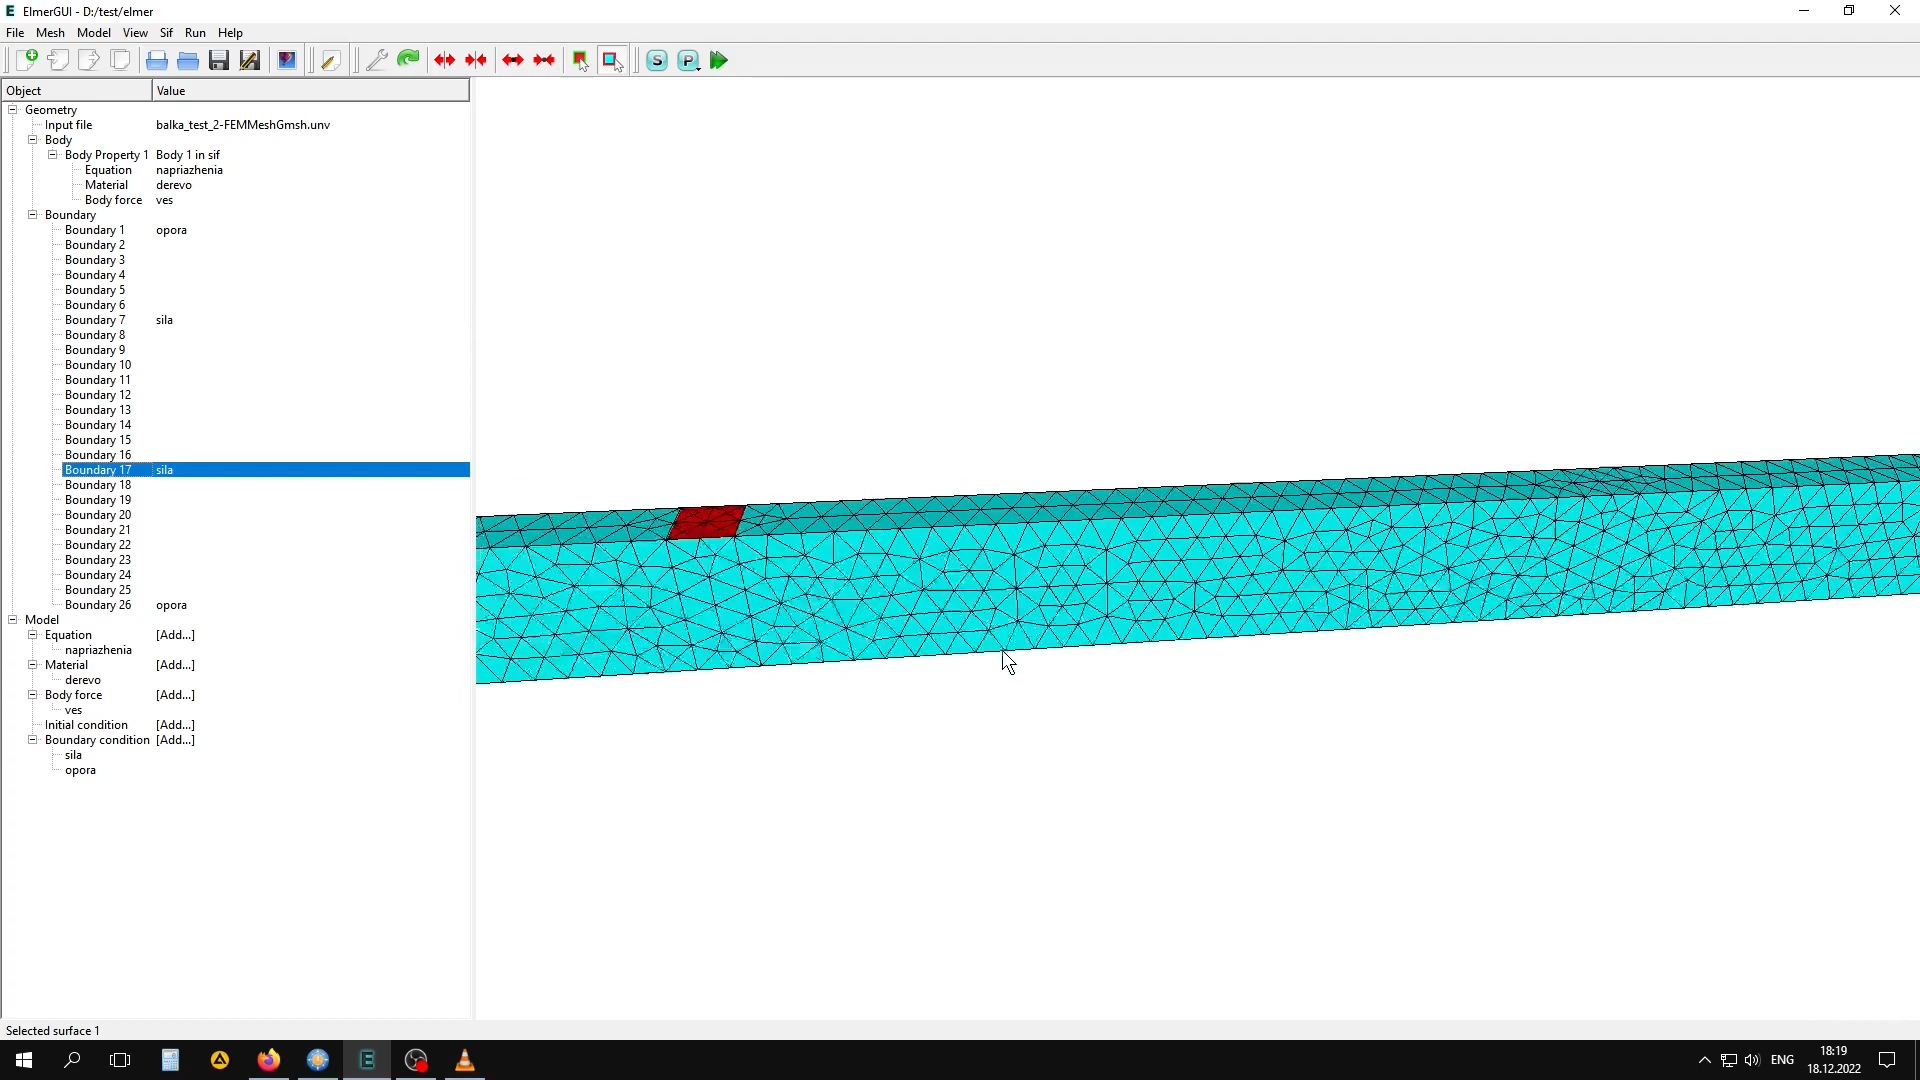 ElmerGUI - D:/test/elmer
File Mesh Model View Sif Run Help
S P
Object Value
Geometry
Input file balka_test_2-FEMMeshGmsh.unv
Body
Body Property 1 Body 1 in sif
Equation napriazhenia
Material derevo
Body force ves
Boundary
Boundary 1 opora
Boundary 2
Boundary 3
Boundary 4
Boundary 5
Boundary 6
Boundary 7 sila
Boundary 8
Boundary 9
Boundary 10
Boundary 11
Boundary 12
Boundary 13
Boundary 14
Boundary 15
Boundary 16
Boundary 17 sila
Boundary 18
Boundary 19
Boundary 20
Boundary 21
Boundary 22
Boundary 23
Boundary 24
Boundary 25
Boundary 26 opora
Model
Equation [Add...]
napriazhenia
Material [Add...]
derevo
Body force [Add...]
ves
Initial condition [Add...]
Boundary condition [Add...]
sila
opora
Selected surface 1
ENG
18:19
18.12.2022